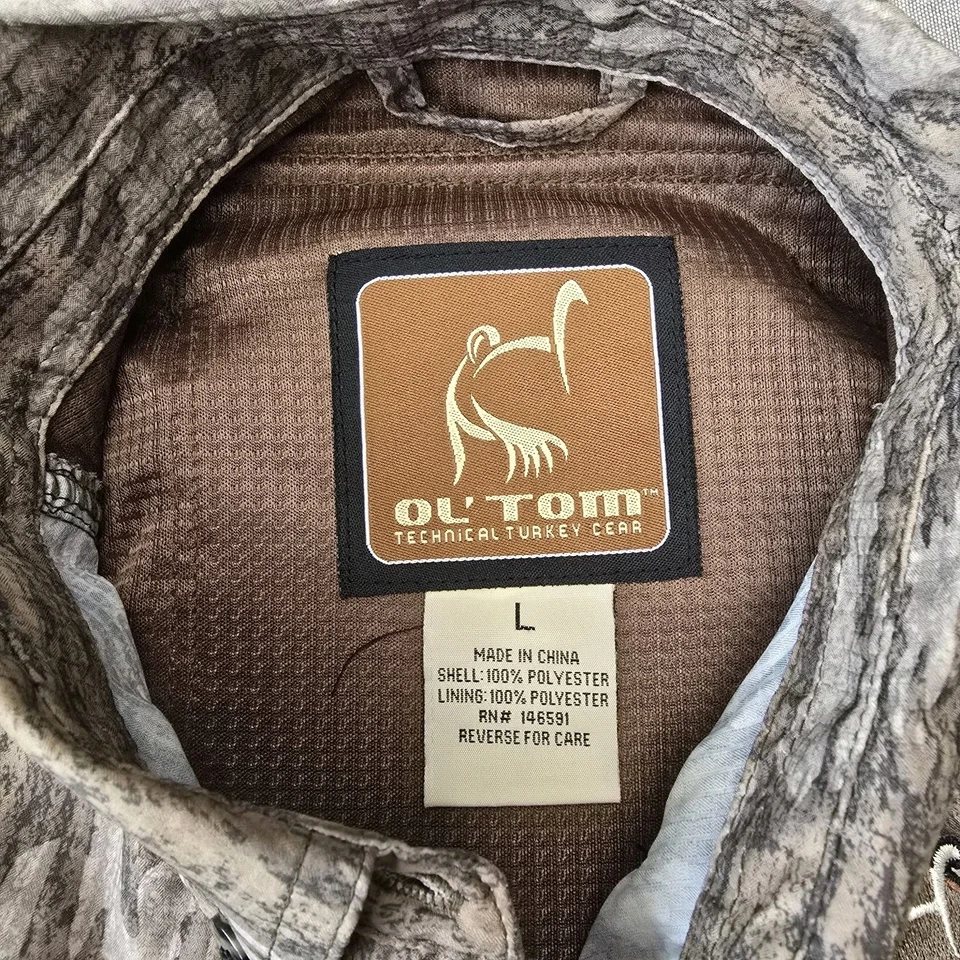 OL' TOM™
TECHNICAL TURKEY GEAR
L
MADE IN CHINA
SHELL: 100% POLYESTER
LINING: 100% POLYESTER
RN# 146591
REVERSE FOR CARE